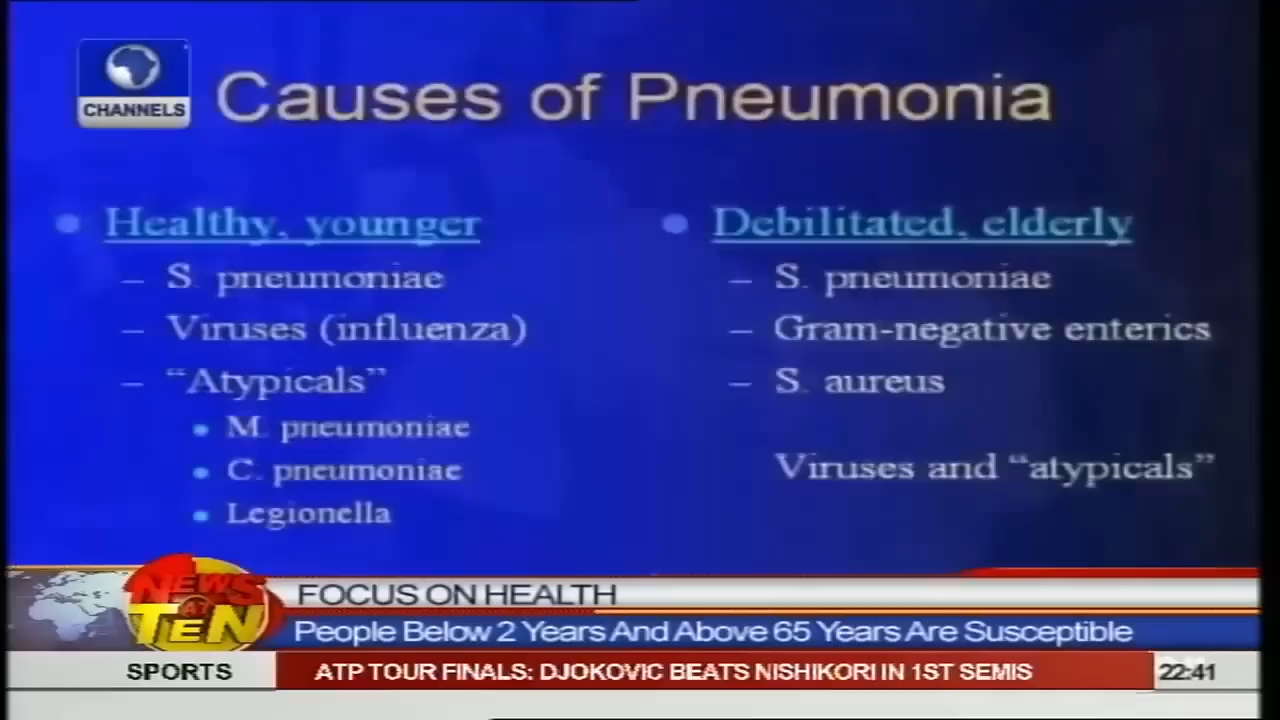 CHANNELS
Causes of Pneumonia
Healthy, younger
– S. pneumoniae
– Viruses (influenza)
– “Atypicals”
• M. pneumoniae
• C. pneumoniae
• Legionella
Debilitated, elderly
– S. pneumoniae
– Gram-negative enterics
– S. aureus
Viruses and “atypicals”
NEWS AT TEN
FOCUS ON HEALTH
People Below 2 Years And Above 65 Years Are Susceptible
SPORTS
ATP TOUR FINALS: DJOKOVIC BEATS NISHIKORI IN 1ST SEMIS
22:41